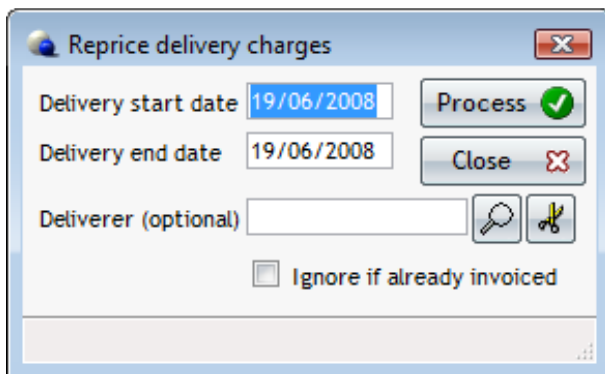 Reprice delivery charges
Delivery start date 19/06/2008 Process
Delivery end date 19/06/2008 Close
Deliverer (optional)
Ignore if already invoiced